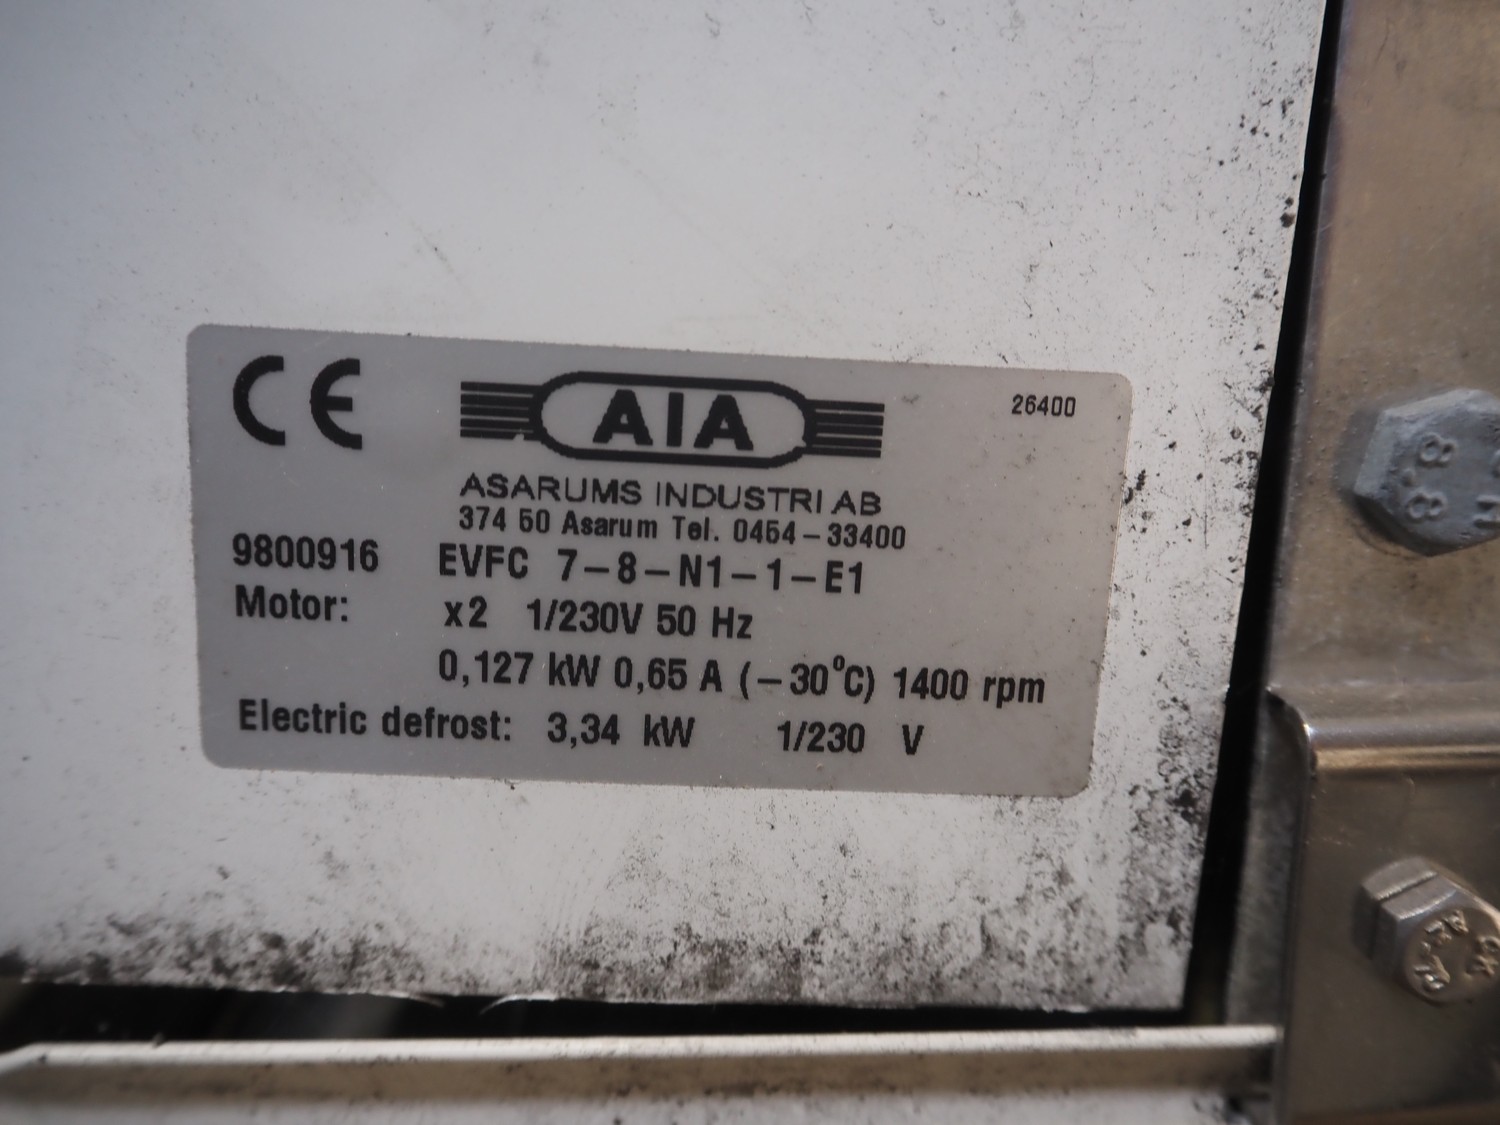 CE
AIA
26400
ASARUMS INDUSTRI AB
374 50 Asarum Tel. 0454-33400
9800916 EVFC 7-8-N1-1-E1
Motor: x2 1/230V 50 Hz
0,127 kW 0,65 A (-30°C) 1400 rpm
Electric defrost: 3,34 kW 1/230 V
8.8